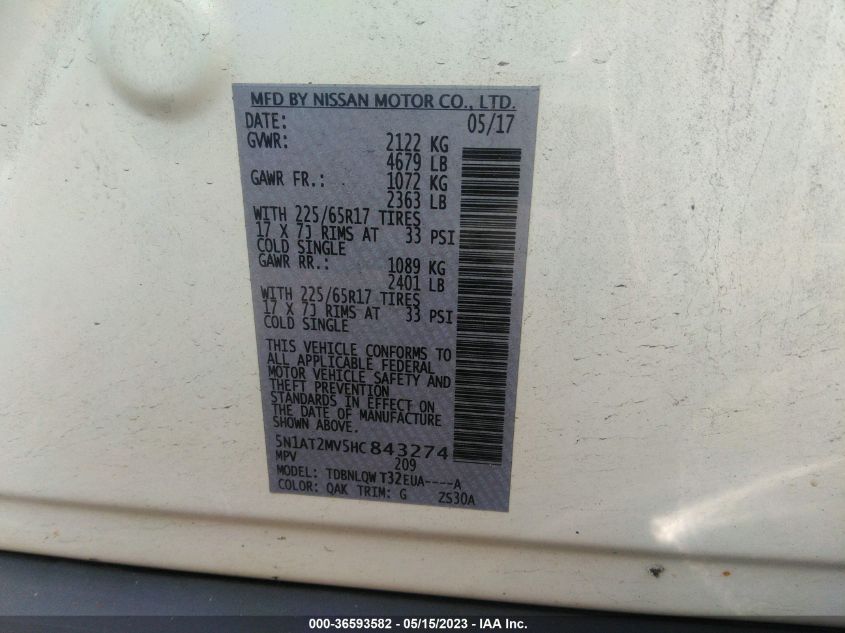 MFD BY NISSAN MOTOR CO., LTD.
DATE: 05/17
GVWR: 2122 KG
4679 LB
GAWR FR.: 1072 KG
2363 LB
WITH 225/65R17 TIRES
17 X 7J RIMS AT 33 PSI
COLD SINGLE
GAWR RR.: 1089 KG
2401 LB
WITH 225/65R17 TIRES
17 X 7J RIMS AT 33 PSI
COLD SINGLE
THIS VEHICLE CONFORMS TO
ALL APPLICABLE FEDERAL
MOTOR VEHICLE SAFETY AND
THEFT PREVENTION
STANDARDS IN EFFECT ON
THE DATE OF MANUFACTURE
SHOWN ABOVE.
5N1AT2MV5HC843274
MPV 209
MODEL: TDBNLQW T32EUA----A
COLOR: QAK TRIM: G ZS30A
000-36593582 - 05/15/2023 - IAA Inc.